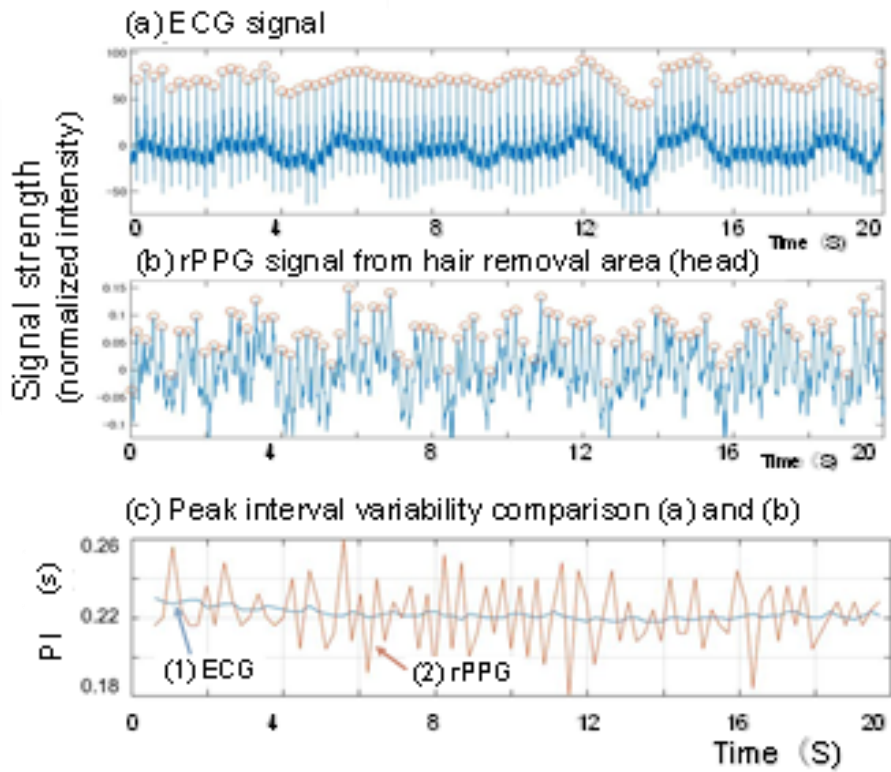 (a) ECG signal
100
50
0
-50
0 4 8 12 16 20
Time (S)
Signal strength
(normalized intensity)
(b) rPPG signal from hair removal area (head)
0.15
0.1
0.05
0
-0.05
-0.1
0 4 8 12 16 20
Time (S)
(c) Peak interval variability comparison (a) and (b)
0.26
0.22
0.18
PI (s)
(1) ECG
(2) rPPG
0 4 8 12 16 20
Time (S)